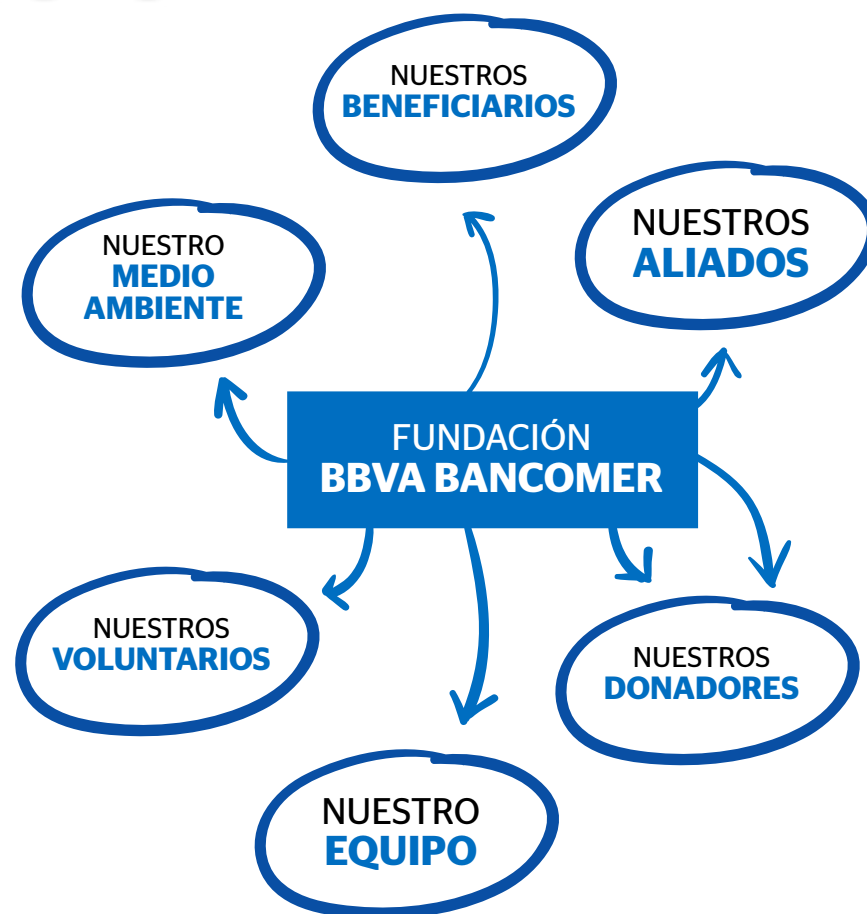 NUESTROS
BENEFICIARIOS
NUESTROS
ALIADOS
NUESTRO
MEDIO
AMBIENTE
FUNDACIÓN
BBVA BANCOMER
NUESTROS
VOLUNTARIOS
NUESTROS
DONADORES
NUESTRO
EQUIPO